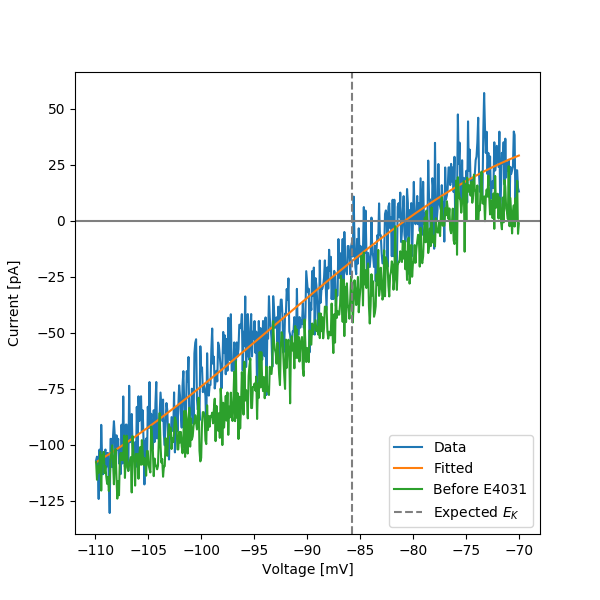 50
25
0
−25
−50
−75
−100
−125
Current [pA]
−110 −105 −100 −95 −90 −85 −80 −75 −70
Voltage [mV]
Data
Fitted
Before E4031
Expected E_K